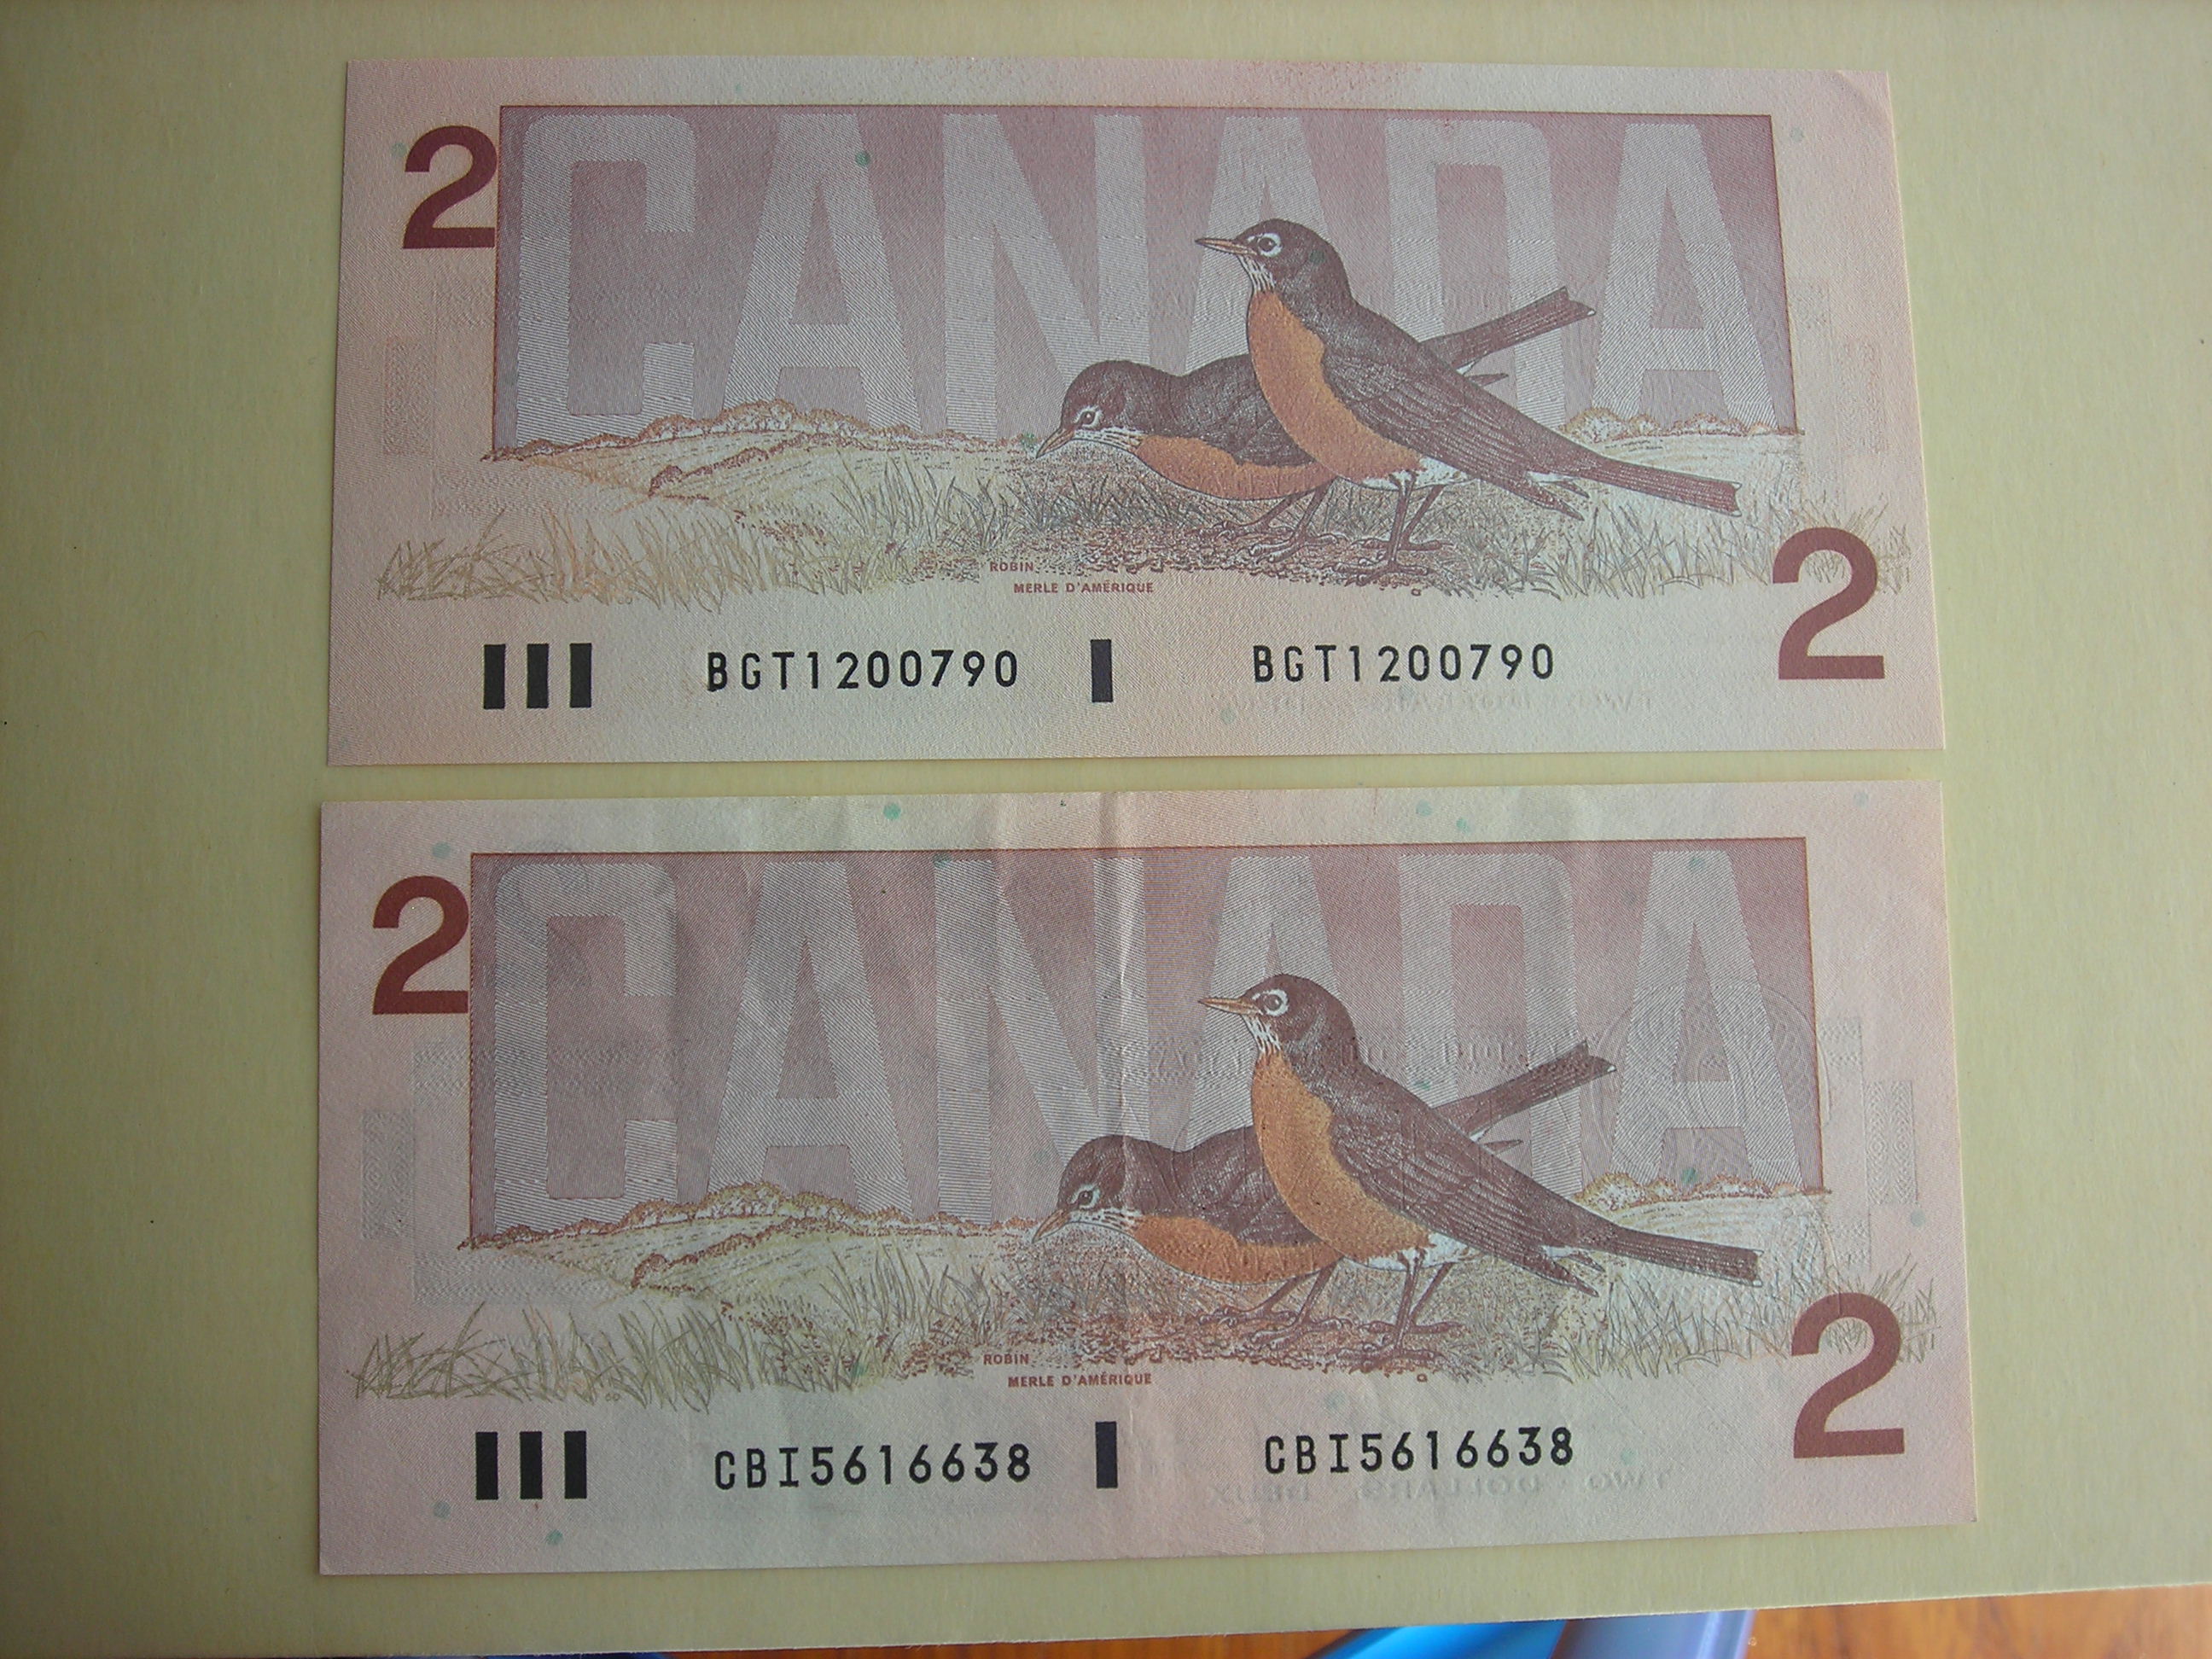 2
CANADA
ROBIN
MERLE D'AMÉRIQUE
2
BGT1200790 BGT1200790
2
CANADA
ROBIN
MERLE D'AMÉRIQUE
2
CBI5616638 CBI5616638